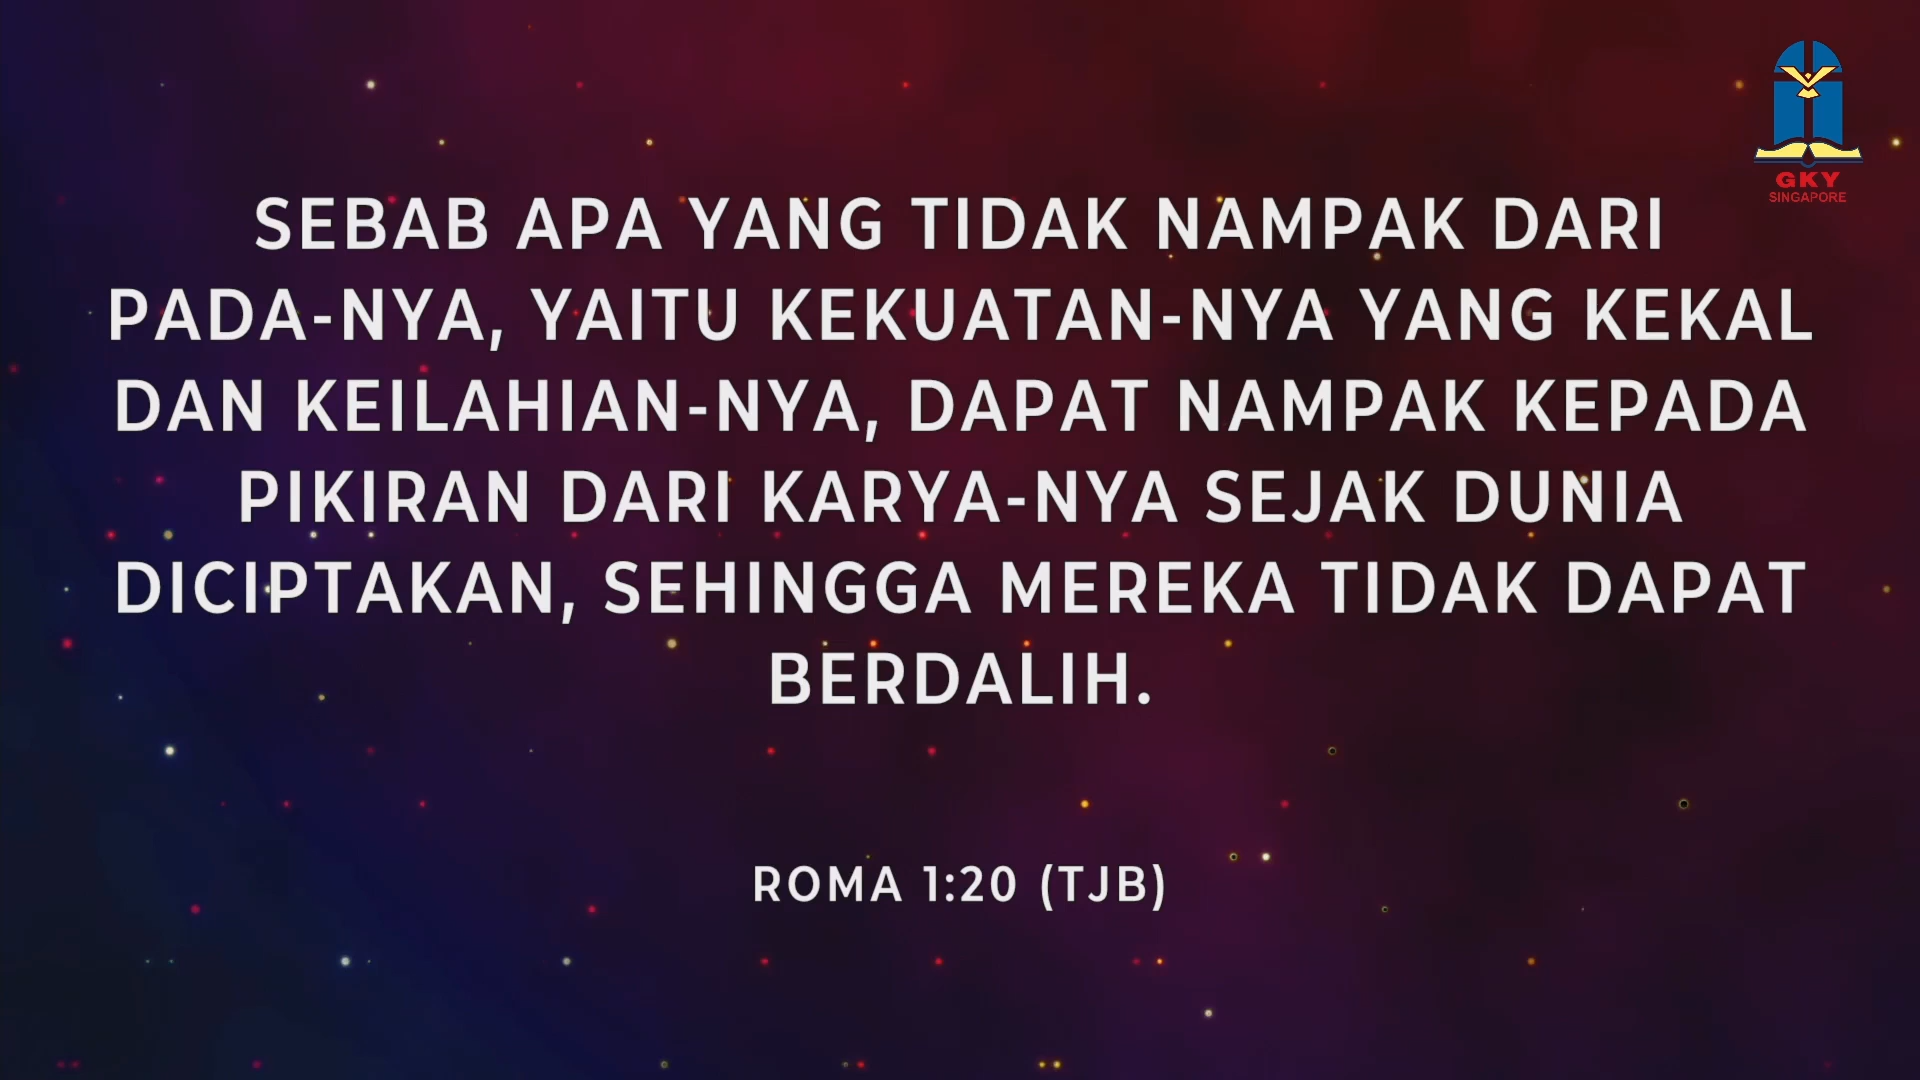 GKY
SINGAPORE
SEBAB APA YANG TIDAK NAMPAK DARI
PADA-NYA, YAITU KEKUATAN-NYA YANG KEKAL
DAN KEILAHIAN-NYA, DAPAT NAMPAK KEPADA
PIKIRAN DARI KARYA-NYA SEJAK DUNIA
DICIPTAKAN, SEHINGGA MEREKA TIDAK DAPAT
BERDALIH.
ROMA 1:20 (TJB)